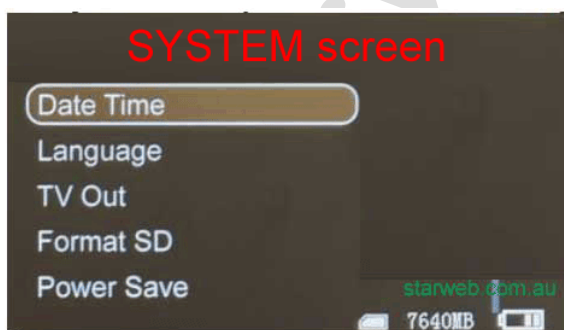 SYSTEM screen
Date Time
Language
TV Out
Format SD
Power Save
starweb.com.au
7640MB